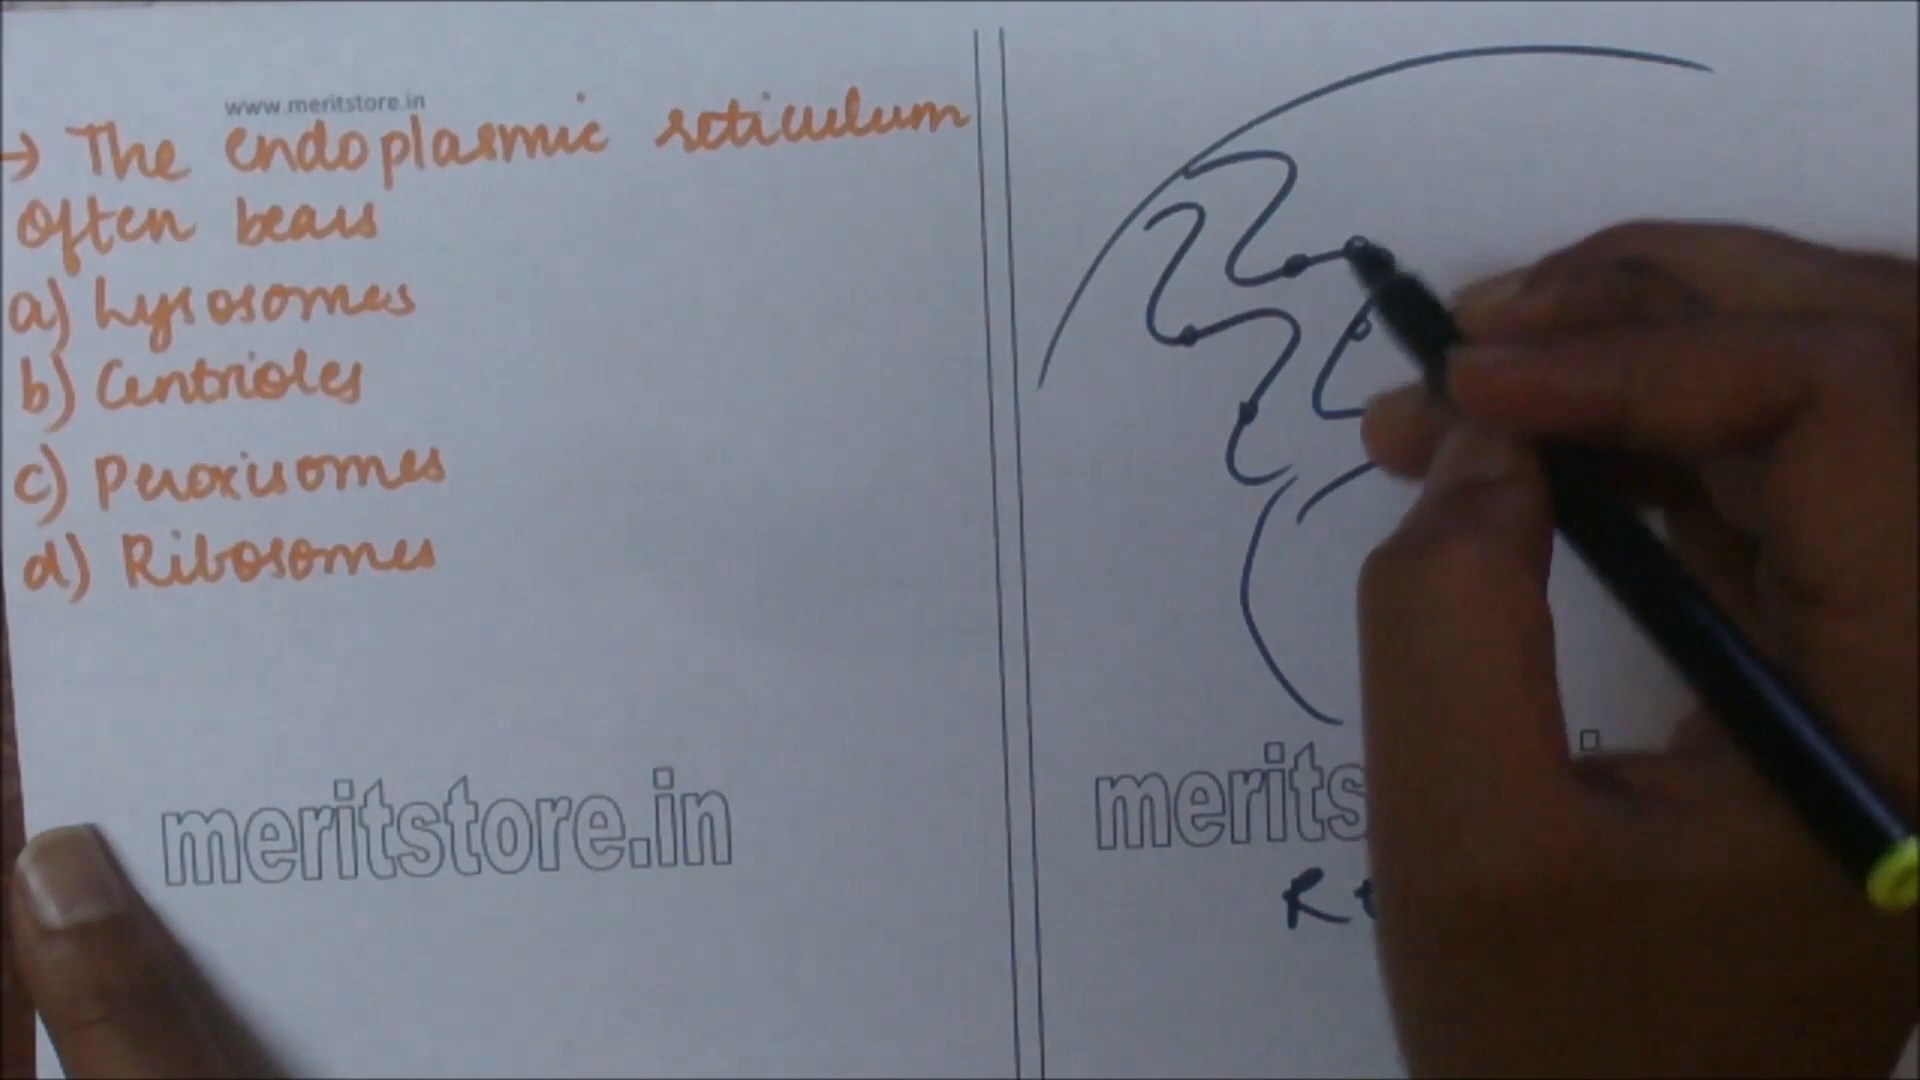 www.meritstore.in
→ The endoplasmic reticulum
often bears
a) Lysosomes
b) Centrioles
c) Peroxisomes
d) Ribosomes
meritstore.in
merits